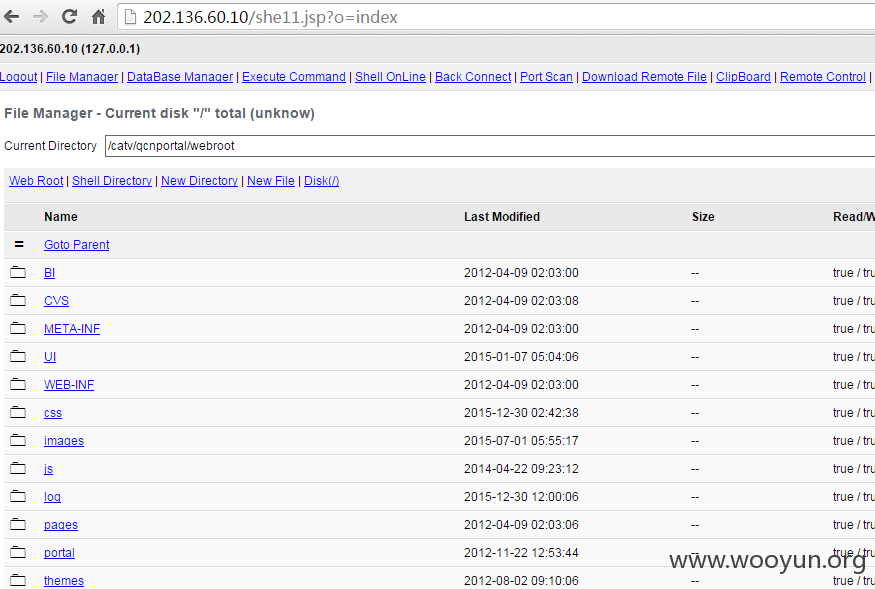 202.136.60.10/she11.jsp?o=index
202.136.60.10 (127.0.0.1)
Logout | File Manager | DataBase Manager | Execute Command | Shell OnLine | Back Connect | Port Scan | Download Remote File | ClipBoard | Remote Control |
File Manager - Current disk "/" total (unknow)
Current Directory /catv/qcnportal/webroot
Web Root | Shell Directory | New Directory | New File | Disk(/)
Name Last Modified Size Read/W
= Goto Parent
BI 2012-04-09 02:03:00 -- true / tru
CVS 2012-04-09 02:03:08 -- true / tru
META-INF 2012-04-09 02:03:00 -- true / tru
UI 2015-01-07 05:04:06 -- true / tru
WEB-INF 2012-04-09 02:03:00 -- true / tru
css 2015-12-30 02:42:38 -- true / tru
images 2015-07-01 05:55:17 -- true / tru
js 2014-04-22 09:23:12 -- true / tru
log 2015-12-30 12:00:06 -- true / tru
pages 2012-04-09 02:03:06 -- true / tru
portal 2012-11-22 12:53:44 -- true / tru
www.wooyun.org
themes 2012-08-02 09:10:06 -- true / tru